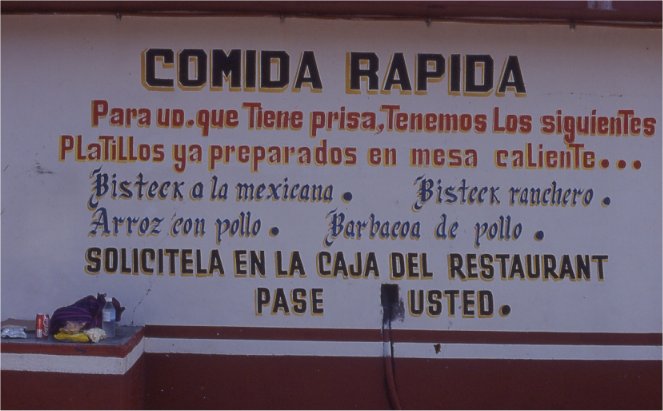 COMIDA RAPIDA
Para UD. que Tiene prisa, Tenemos Los siguientes
Platillos ya preparados en mesa caliente...
Bisteck a la mexicana. Bisteck ranchero.
Arroz con pollo. Barbacoa de pollo.
SOLICITELA EN LA CAJA DEL RESTAURANT
PASE USTED.